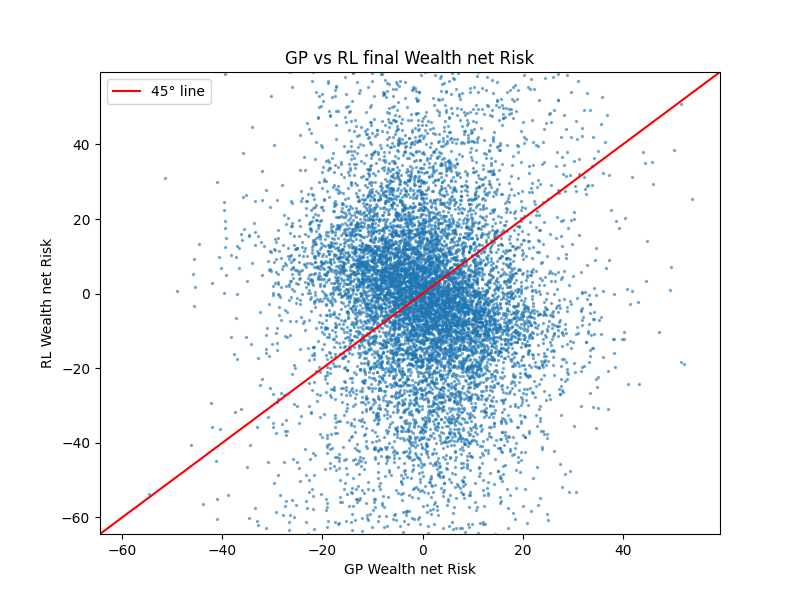 GP vs RL final Wealth net Risk
45° line
RL Wealth net Risk
40
20
0
−20
−40
−60
−60 −40 −20 0 20 40
GP Wealth net Risk